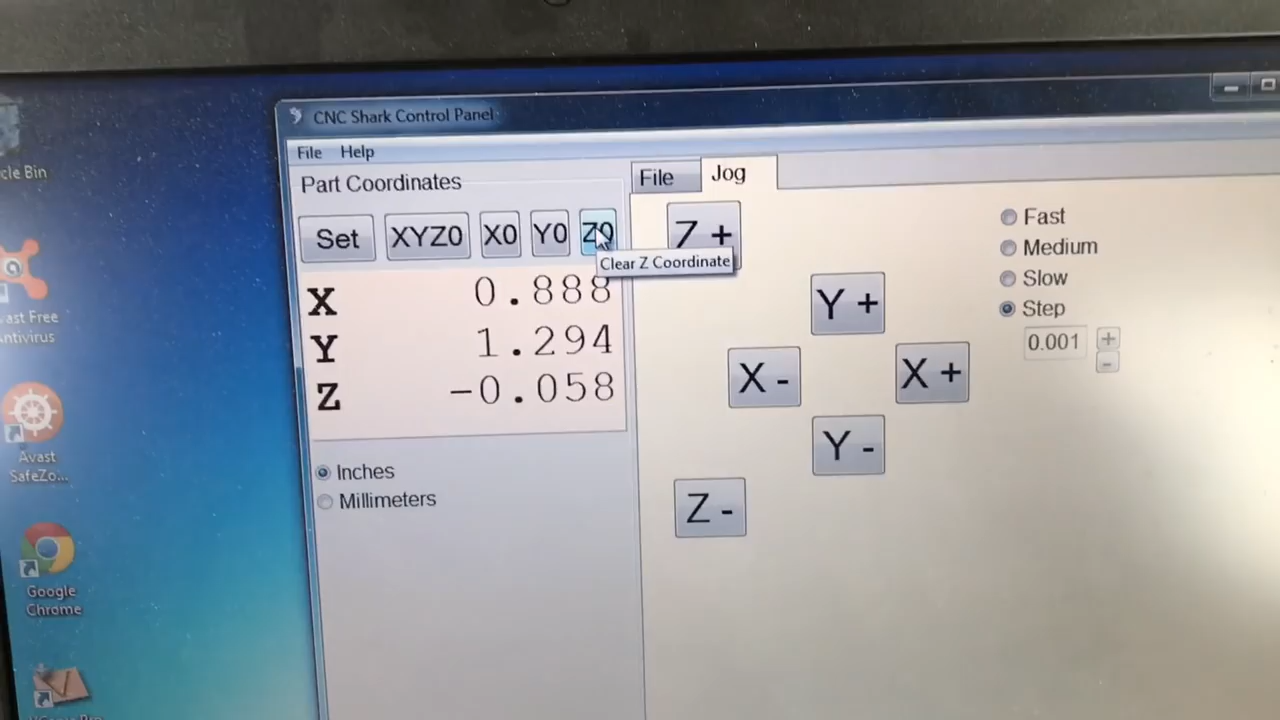 CNC Shark Control Panel
File Help
Part Coordinates
File Jog
Set XYZ0 X0 Y0 Z0
Z +
Clear Z Coordinate
X 0.888
Y 1.294
Z -0.058
Inches
Millimeters
Y +
X - X +
Y -
Z -
Fast
Medium
Slow
Step
0.001 + -
cle Bin
ast Free
ntivirus
Avast
SafeZo...
Google
Chrome